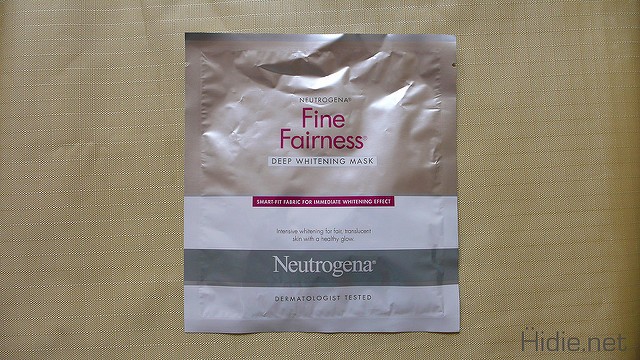 NEUTROGENA®
Fine
Fairness®
DEEP WHITENING MASK
SMART-FIT FABRIC FOR IMMEDIATE WHITENING EFFECT
Intensive whitening for fair, translucent
skin with a healthy glow.
Neutrogena®
DERMATOLOGIST TESTED
Hidie.net